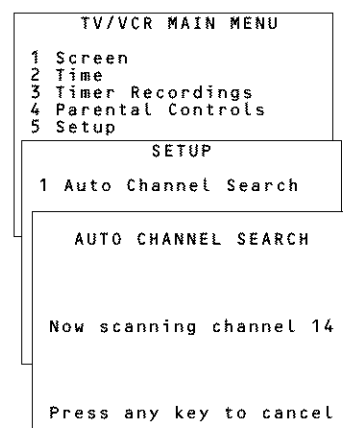 TV/VCR MAIN MENU
1 Screen
2 Time
3 Timer Recordings
4 Parental Controls
5 Setup
SETUP
1 Auto Channel Search
AUTO CHANNEL SEARCH
Now scanning channel 14
Press any key to cancel